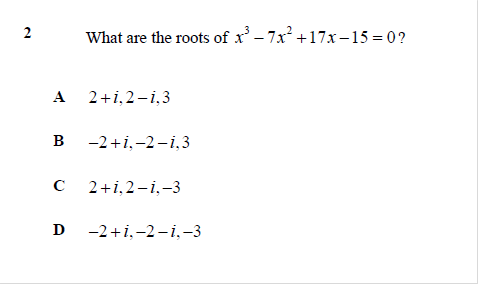 2 What are the roots of x³ – 7x² + 17x – 15 = 0?
A 2+i, 2–i, 3
B –2+i, –2–i, 3
C 2+i, 2–i, –3
D –2+i, –2–i, –3